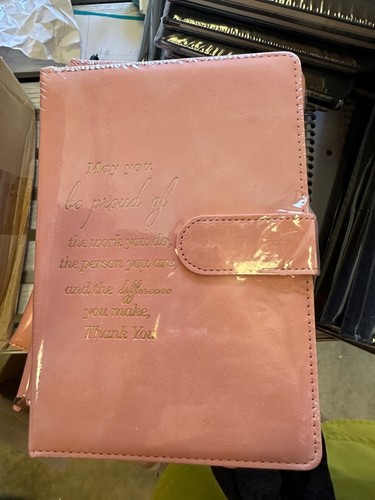 May you
be proud of
the work you do,
the person you are
and the difference
you make,
Thank You